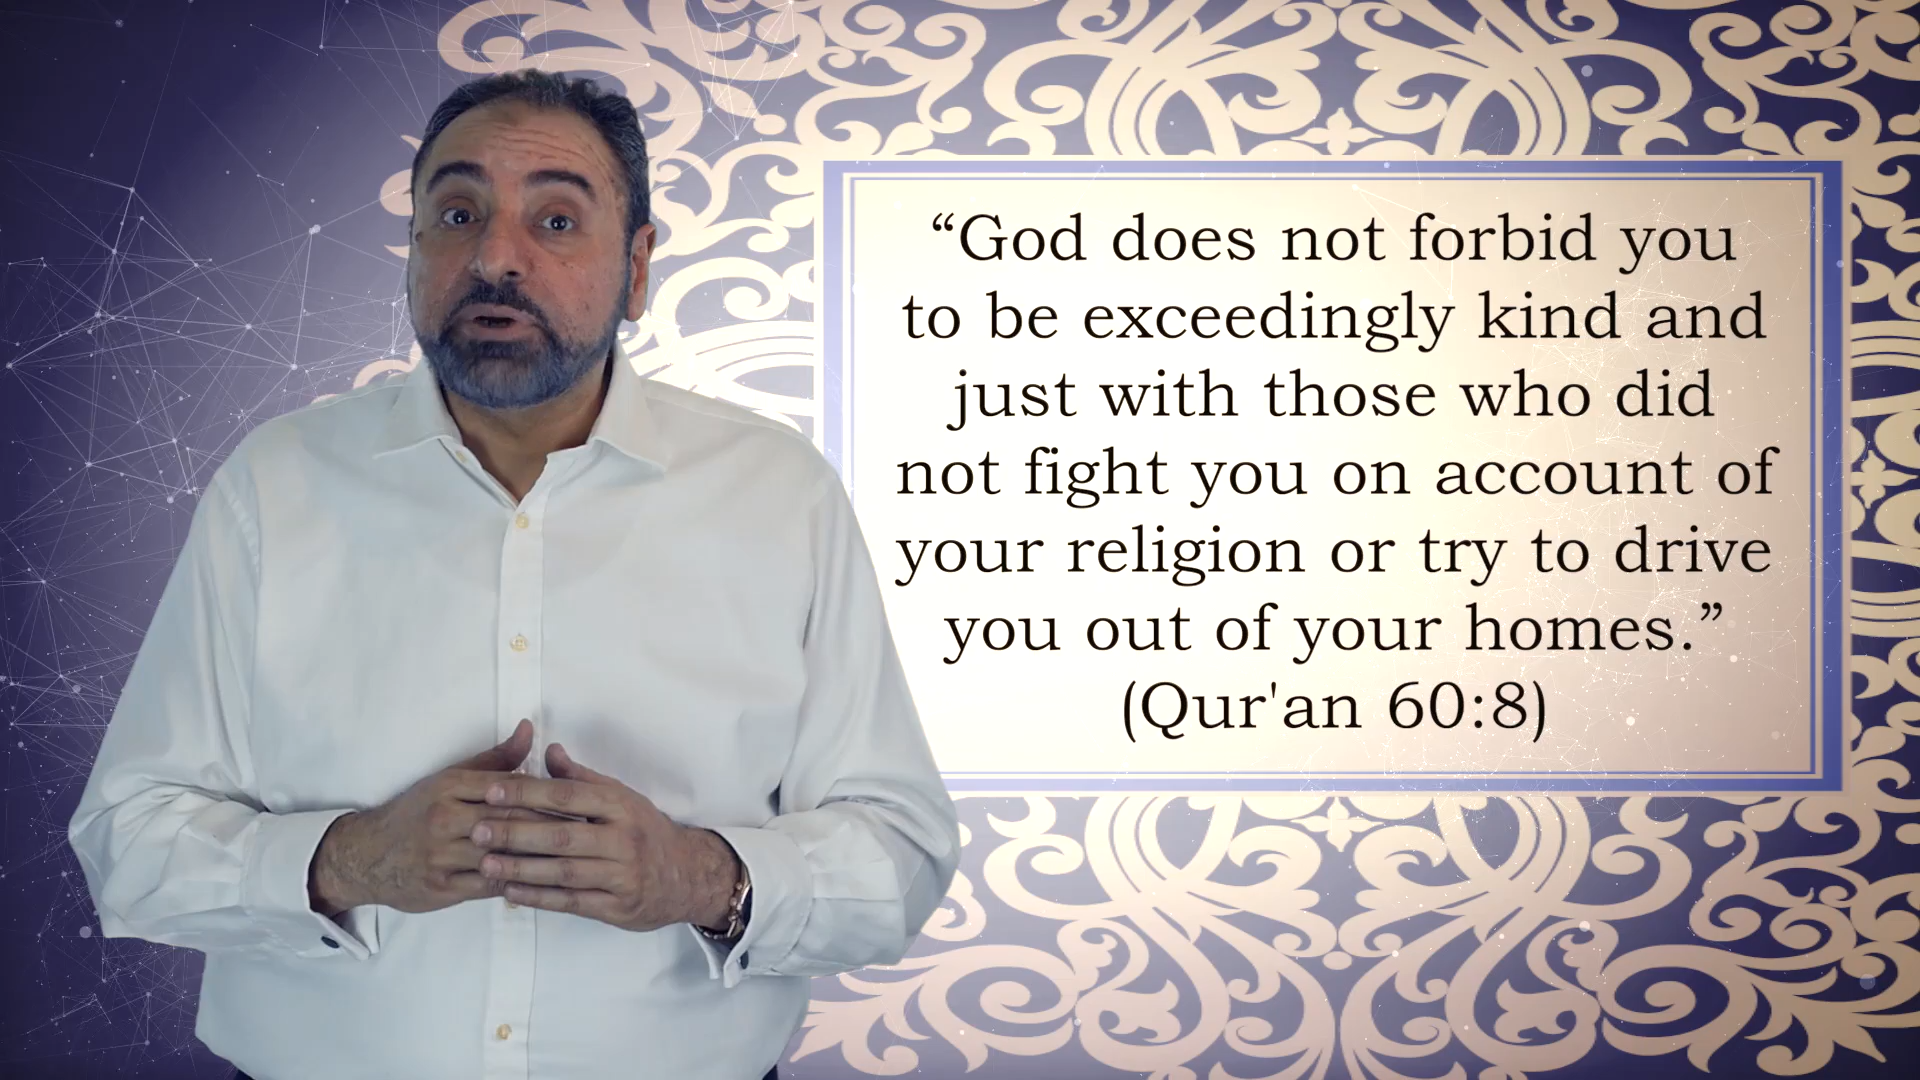 “God does not forbid you
to be exceedingly kind and
just with those who did
not fight you on account of
your religion or try to drive
you out of your homes.”
(Qur'an 60:8)